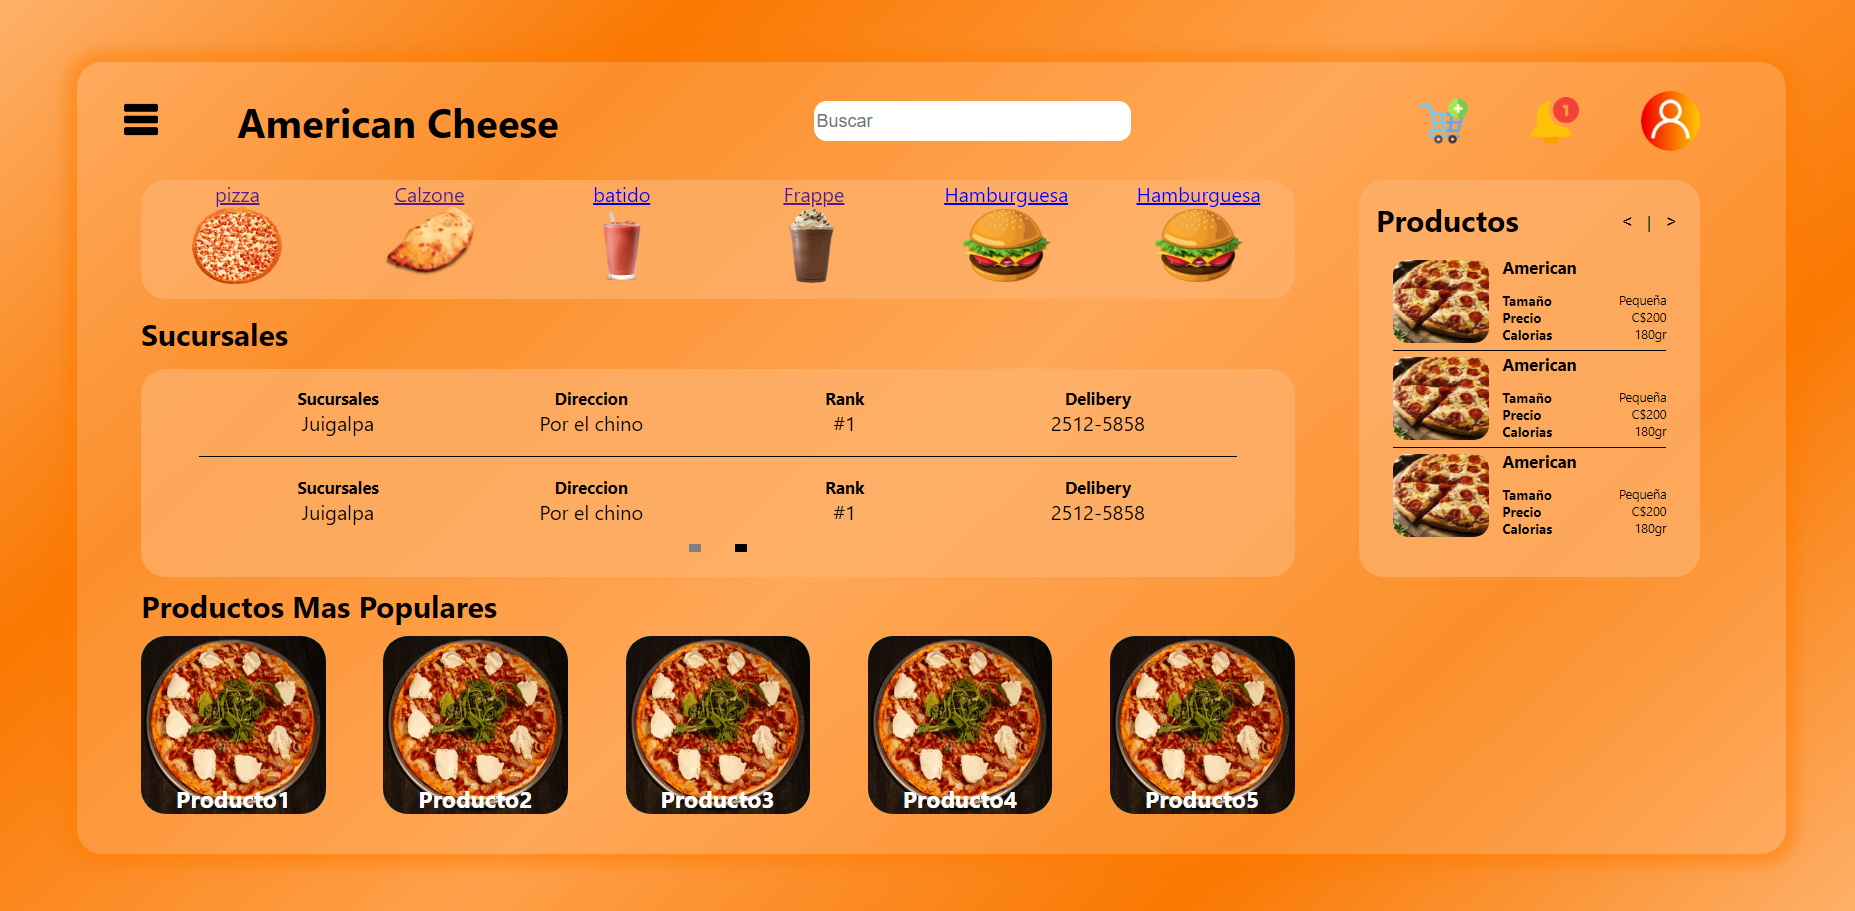 American Cheese
Buscar
1
pizza
Calzone
batido
Frappe
Hamburguesa
Hamburguesa
Sucursales
Sucursales Direccion Rank Delibery
Juigalpa Por el chino #1 2512-5858
Sucursales Direccion Rank Delibery
Juigalpa Por el chino #1 2512-5858
Productos Mas Populares
Producto1
Producto2
Producto3
Producto4
Producto5
Productos < | >
American
Tamaño Pequeña
Precio C$200
Calorias 180gr
American
Tamaño Pequeña
Precio C$200
Calorias 180gr
American
Tamaño Pequeña
Precio C$200
Calorias 180gr